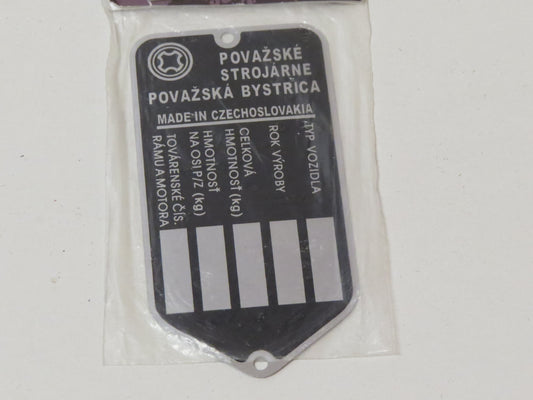 POVAŽSKÉ
STROJÁRNE
POVAŽSKÁ BYSTRICA
MADE IN CZECHOSLOVAKIA
TYP VOZIDLA
ROK VÝROBY
CELKOVÁ
HMOTNOSŤ (kg)
HMOTNOSŤ
NA OSI P/Z (kg)
TOVÁRENSKÉ ČÍS.
RÁMU A MOTORA